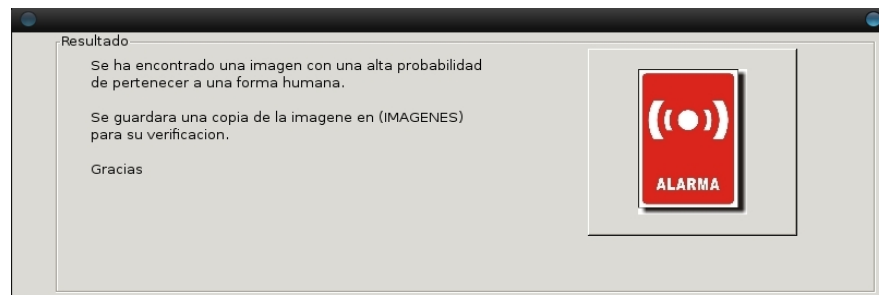 Resultado
Se ha encontrado una imagen con una alta probabilidad
de pertenecer a una forma humana.
Se guardara una copia de la imagene en (IMAGENES)
para su verificacion.
Gracias
ALARMA